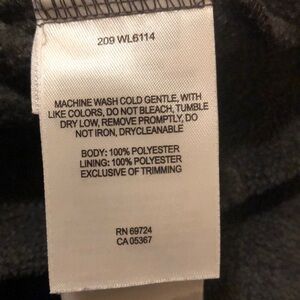 209 WL6114
MACHINE WASH COLD GENTLE, WITH
LIKE COLORS, DO NOT BLEACH, TUMBLE
DRY LOW, REMOVE PROMPTLY, DO
NOT IRON, DRYCLEANABLE
BODY: 100% POLYESTER
LINING: 100% POLYESTER
EXCLUSIVE OF TRIMMING
RN 69724
CA 05367